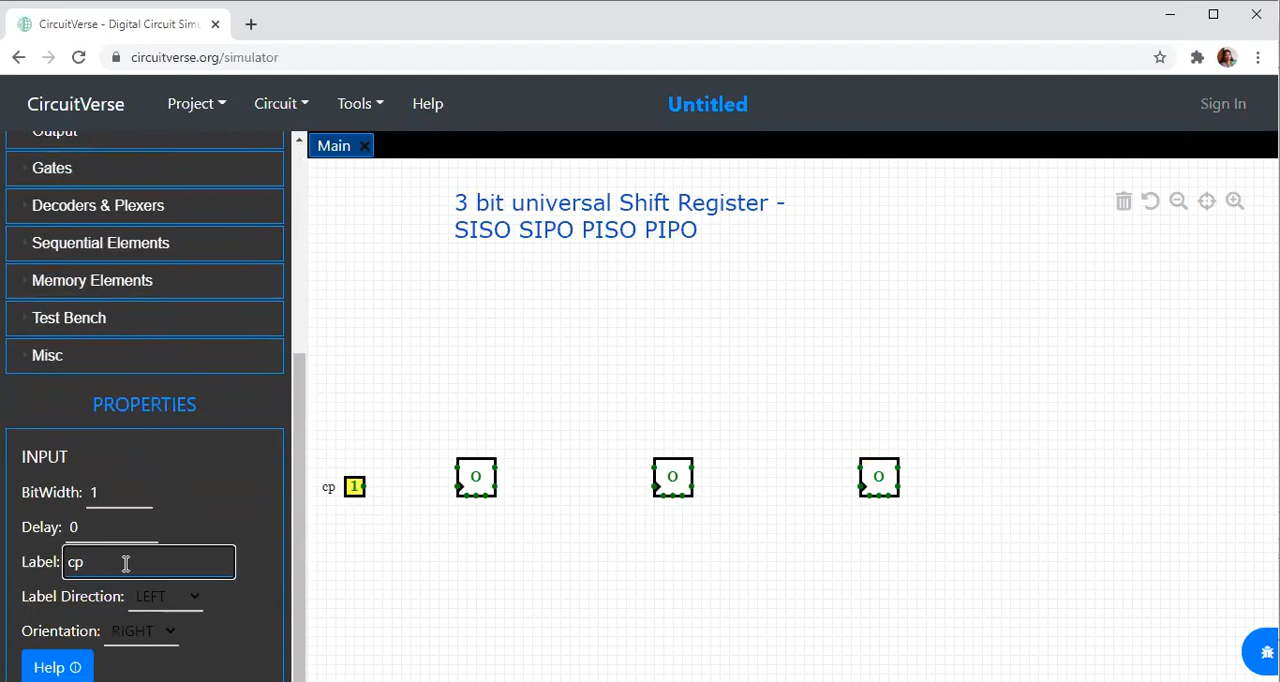 CircuitVerse - Digital Circuit Simu
circuitverse.org/simulator
CircuitVerse Project Circuit Tools Help Untitled Sign In
Output
Gates
Decoders & Plexers
Sequential Elements
Memory Elements
Test Bench
Misc
PROPERTIES
INPUT
BitWidth: 1
Delay: 0
Label: cp
Label Direction: LEFT
Orientation: RIGHT
Help
Main
3 bit universal Shift Register -
SISO SIPO PISO PIPO
cp 1 0 0 0